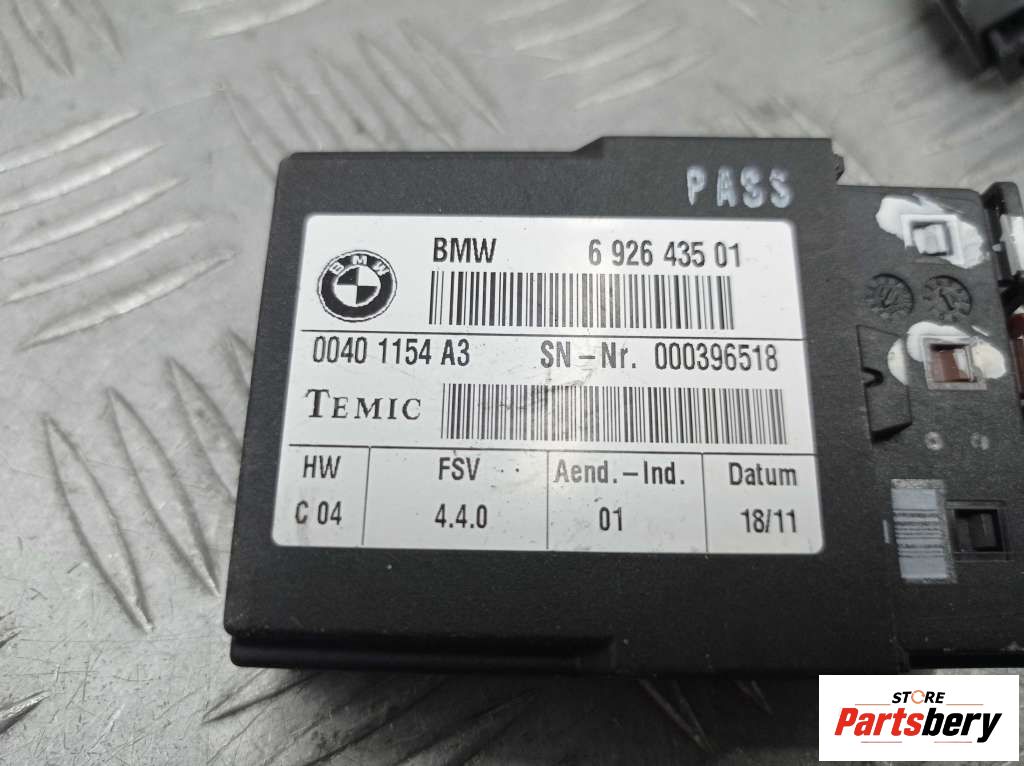 PASS
BMW 6 926 435 01
BMW
0040 1154 A3 SN-Nr. 000396518
TEMIC
HW FSV Aend.-Ind. Datum
C 04 4.4.0 01 18/11
STORE
Partsbery